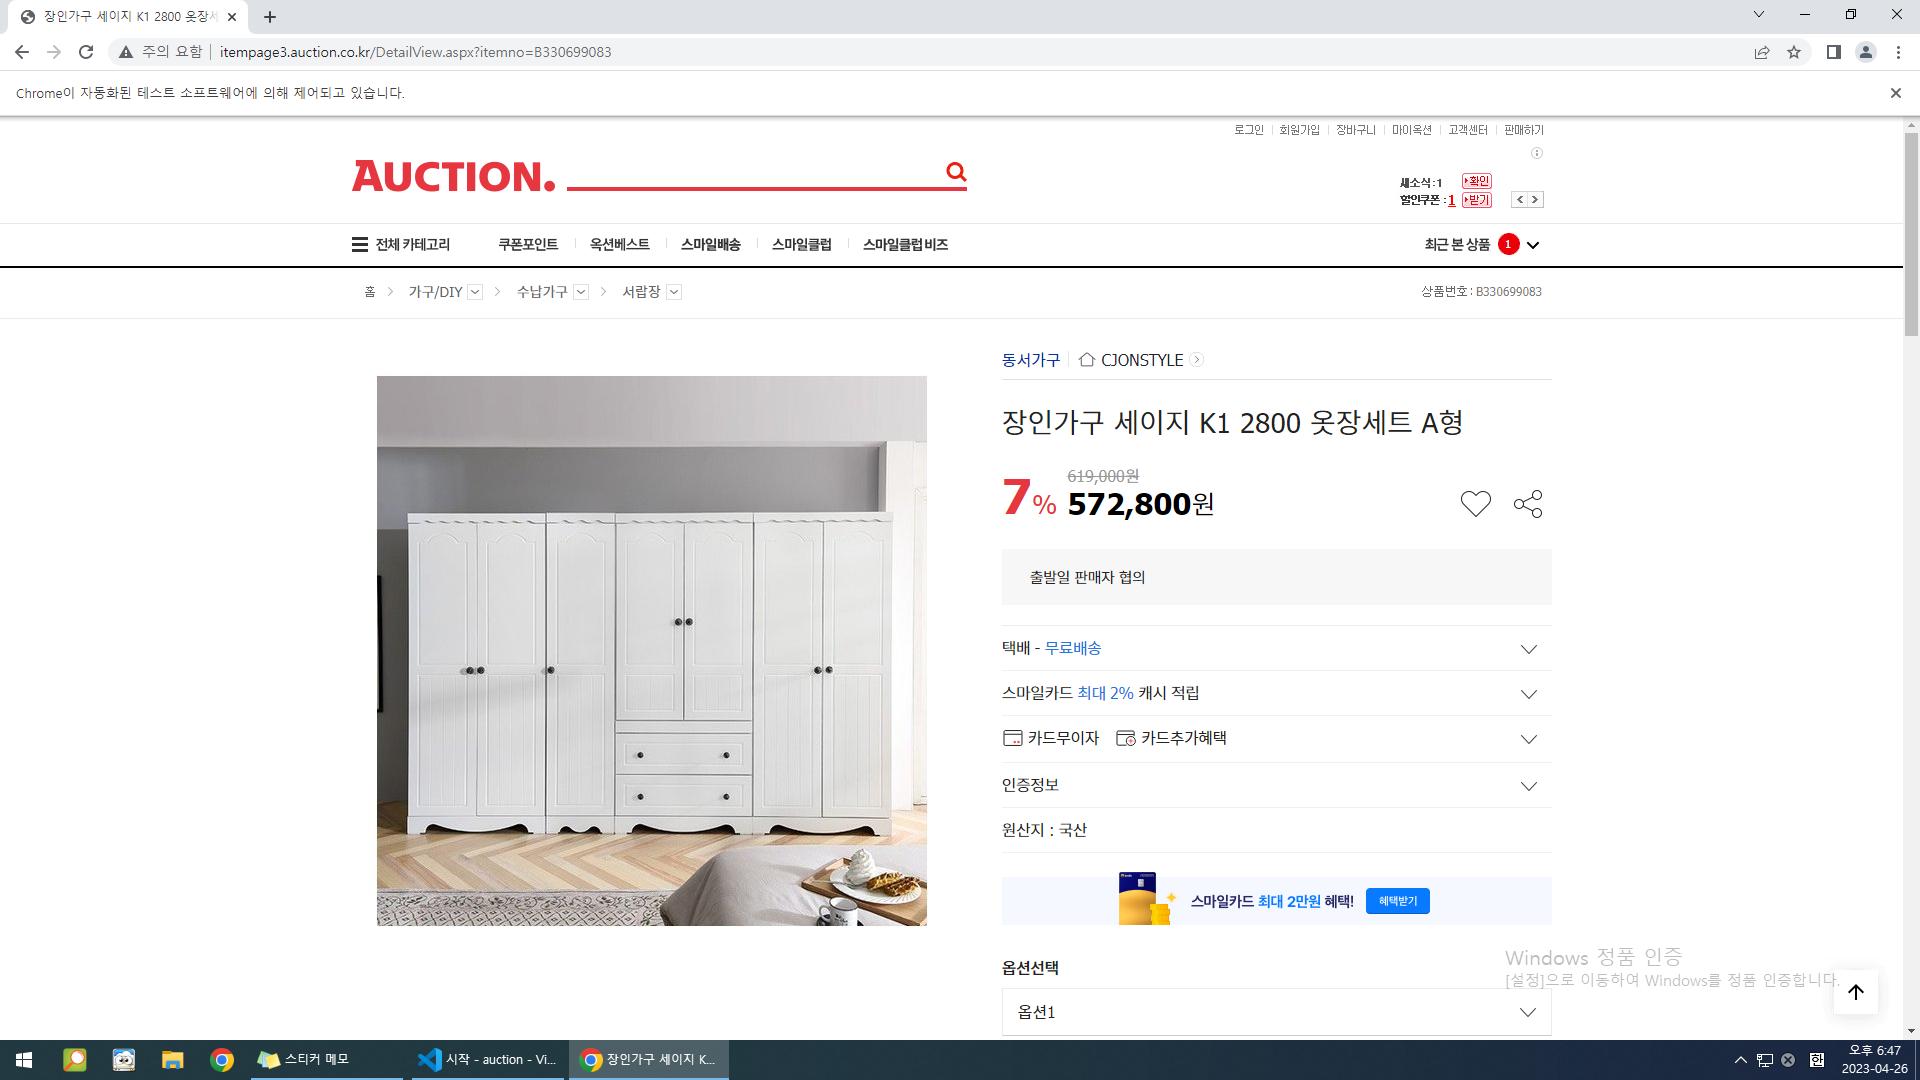 장인가구 세이지 K1 2800 옷장세
주의 요함 itempage3.auction.co.kr/DetailView.aspx?itemno=B330699083
Chrome이 자동화된 테스트 소프트웨어에 의해 제어되고 있습니다.
로그인 회원가입 장바구니 마이옥션 고객센터 판매하기
AUCTION.
새소식 : 1 확인
할인쿠폰 : 1 받기
전체 카테고리 쿠폰포인트 옥션베스트 스마일배송 스마일클럽 스마일클럽 비즈 최근 본 상품 1
홈 가구/DIY 수납가구 서랍장 상품번호 : B330699083
동서가구 CJONSTYLE
장인가구 세이지 K1 2800 옷장세트 A형
619,000원
7% 572,800원
출발일 판매자 협의
택배 - 무료배송
스마일카드 최대 2% 캐시 적립
카드무이자 카드추가혜택
인증정보
원산지 : 국산
스마일카드 최대 2만원 혜택! 혜택받기
옵션선택
옵션1
Windows 정품 인증
[설정]으로 이동하여 Windows를 정품 인증합니다.
스티커 메모
시작 - auction - Vi...
장인가구 세이지 K...
한
오후 6:47
2023-04-26